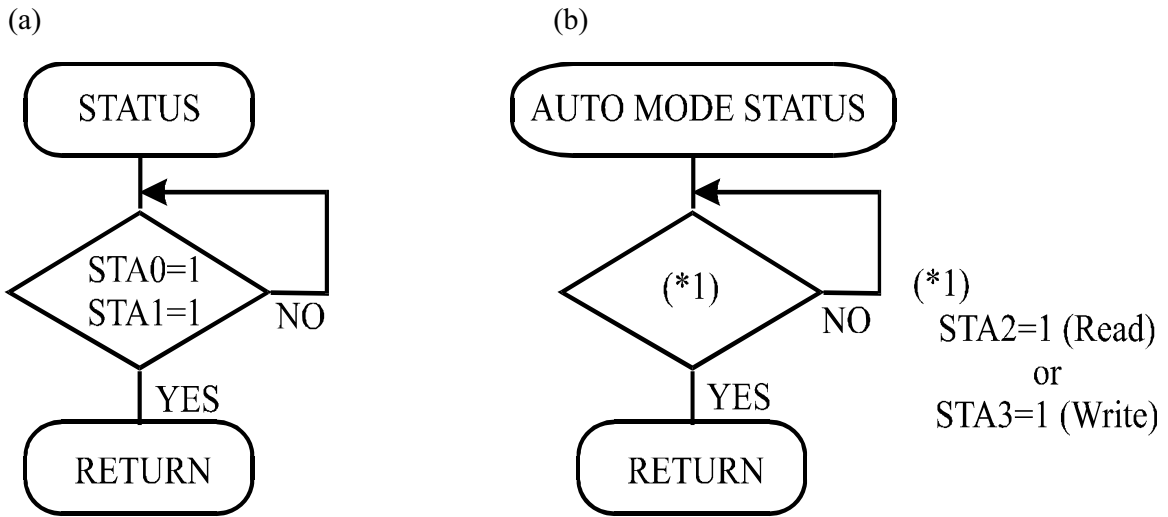 (a)
STATUS
STA0=1
STA1=1
NO
YES
RETURN
(b)
AUTO MODE STATUS
(*1)
NO
YES
RETURN
(*1)
STA2=1 (Read)
or
STA3=1 (Write)